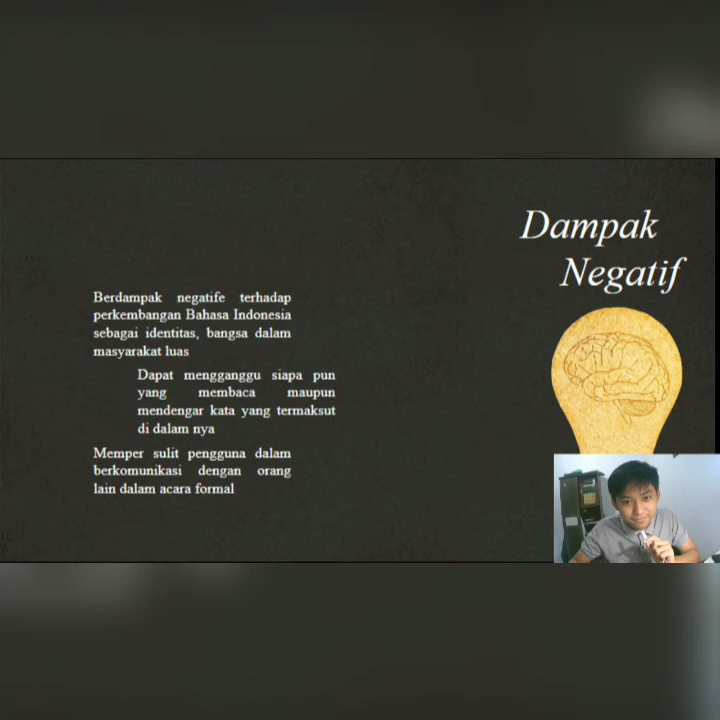 Dampak
Negatif
Berdampak negatife terhadap
perkembangan Bahasa Indonesia
sebagai identitas, bangsa dalam
masyarakat luas
Dapat mengganggu siapa pun
yang membaca maupun
mendengar kata yang termaksut
di dalam nya
Memper sulit pengguna dalam
berkomunikasi dengan orang
lain dalam acara formal